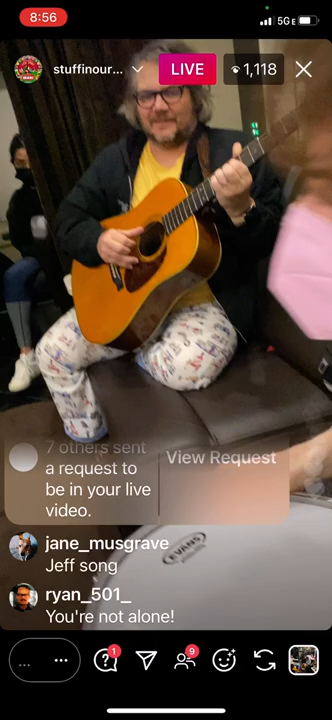 8:56
5GE
stuffinour...
LIVE
1,118
7 others sent
a request to
be in your live
video.
View Request
EVANS
jane_musgrave
Jeff song
ryan_501_
You're not alone!
1
9